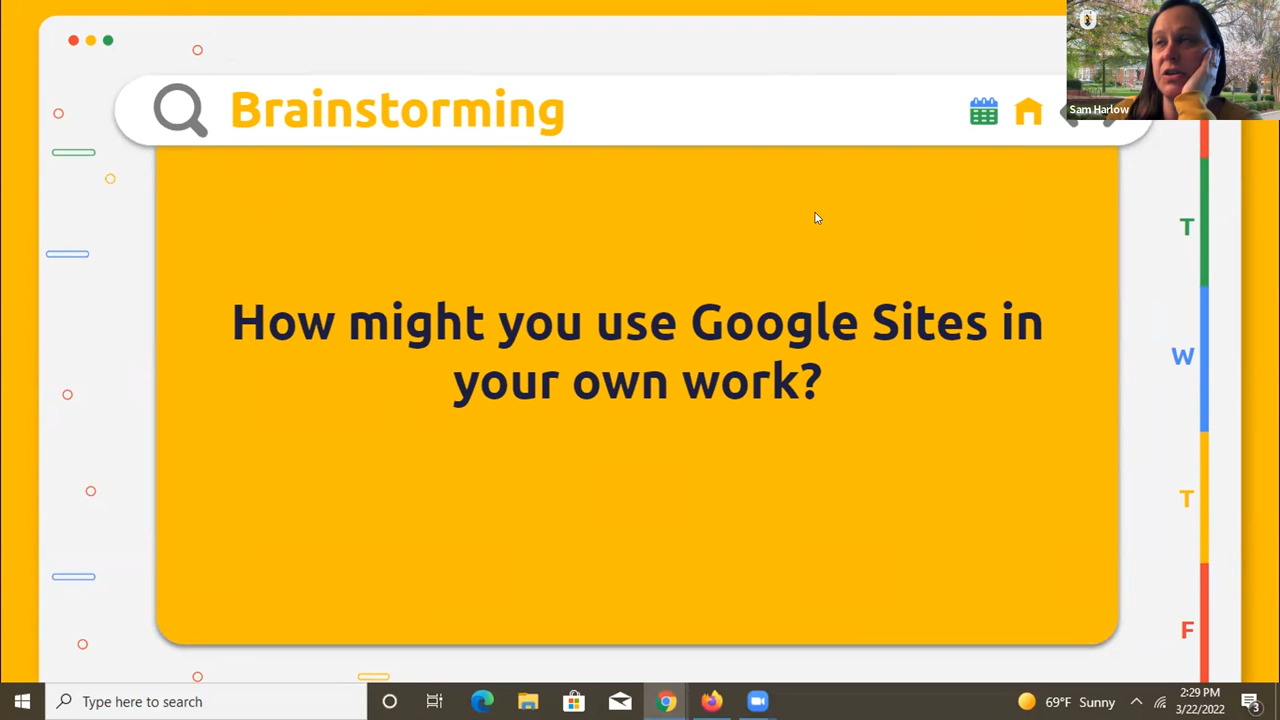 Brainstorming
Sam Harlow
How might you use Google Sites in
your own work?
T
W
T
F
Type here to search
69°F Sunny
2:29 PM
3/22/2022
3